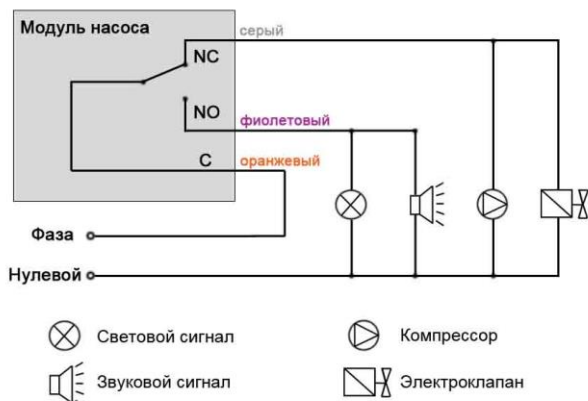 Модуль насоса
NC
серый
NO
фиолетовый
C
оранжевый
Фаза
Нулевой
Световой сигнал
Компрессор
Звуковой сигнал
Электроклапан